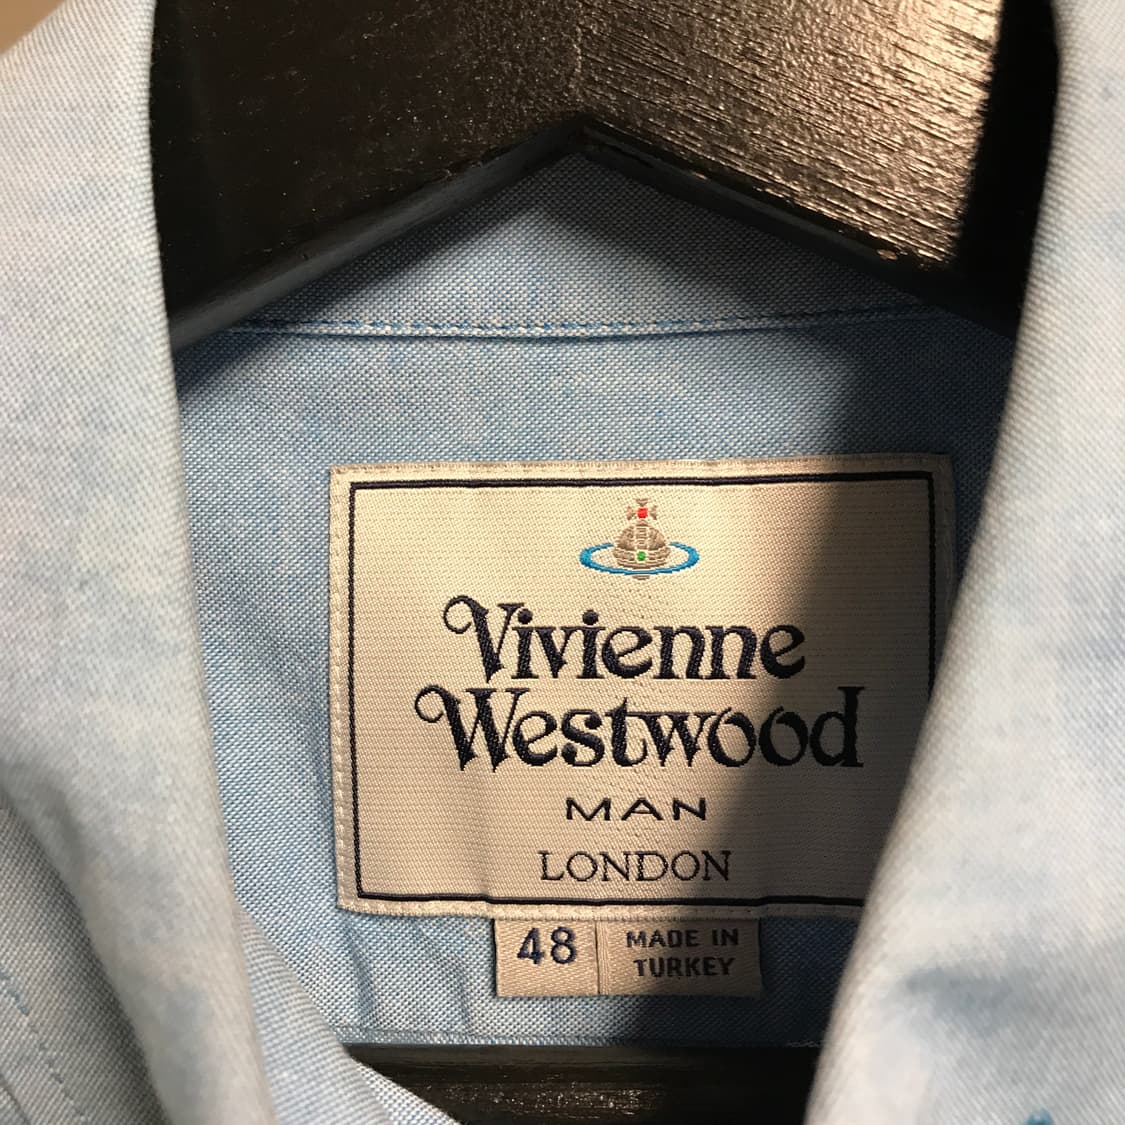 Vivienne
Westwood
MAN
LONDON
48
MADE IN
TURKEY